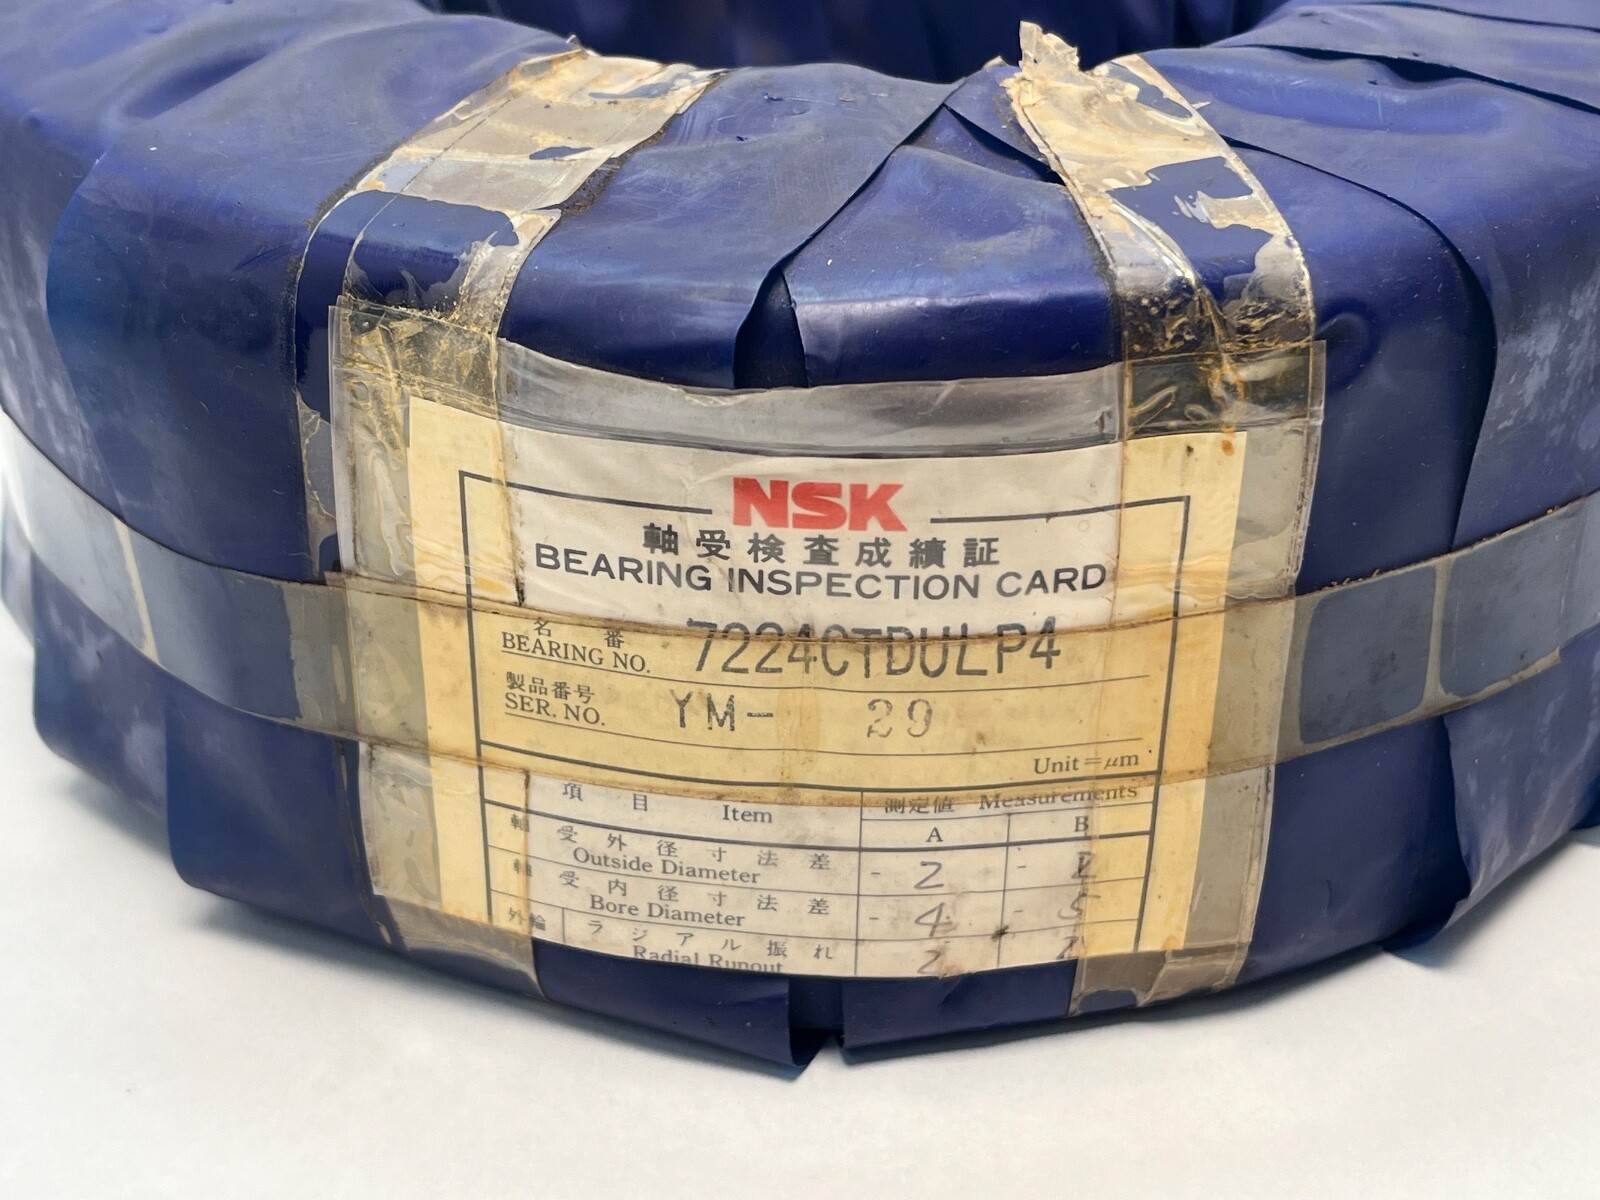 NSK
軸受検査成績証
BEARING INSPECTION CARD
名 番
BEARING NO. 7224CTDULP4
製品番号
SER. NO. YM- 29
Unit=μm
項 目 Item 測定値 Measurements
A B
軸受外径寸法差
Outside Diameter - 2 -
軸受内径寸法差
Bore Diameter - 4 - 5
外輪 ラジアル振れ
Radial Runout 2